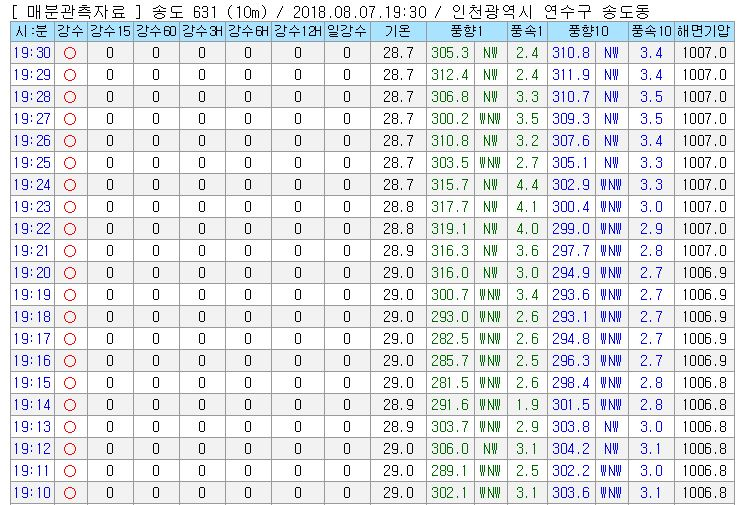 [ 매분관측자료 ] 송도 631 (10m) / 2018.08.07.19:30 / 인천광역시 연수구 송도동
시:분 강수 강수15 강수60 강수3H 강수6H 강수12H 일강수 기온 풍향1 풍속1 풍향10 풍속10 해면기압
19:30 ○ 0 0 0 0 0 0 28.7 305.3 NW 2.4 310.8 NW 3.4 1007.0
19:29 ○ 0 0 0 0 0 0 28.7 312.4 NW 2.4 311.9 NW 3.4 1007.0
19:28 ○ 0 0 0 0 0 0 28.7 306.8 NW 3.3 310.7 NW 3.5 1007.0
19:27 ○ 0 0 0 0 0 0 28.7 300.2 WNW 3.5 309.3 NW 3.5 1007.0
19:26 ○ 0 0 0 0 0 0 28.7 310.8 NW 3.2 307.6 NW 3.4 1007.0
19:25 ○ 0 0 0 0 0 0 28.7 303.5 WNW 2.7 305.1 NW 3.3 1007.0
19:24 ○ 0 0 0 0 0 0 28.7 315.7 NW 4.4 302.9 WNW 3.3 1007.0
19:23 ○ 0 0 0 0 0 0 28.8 317.7 NW 4.1 300.4 WNW 3.0 1007.0
19:22 ○ 0 0 0 0 0 0 28.8 319.1 NW 4.0 299.0 WNW 2.9 1007.0
19:21 ○ 0 0 0 0 0 0 28.9 316.3 NW 3.6 297.7 WNW 2.8 1007.0
19:20 ○ 0 0 0 0 0 0 29.0 316.0 NW 3.0 294.9 WNW 2.7 1006.9
19:19 ○ 0 0 0 0 0 0 29.0 300.7 WNW 3.4 293.6 WNW 2.7 1006.9
19:18 ○ 0 0 0 0 0 0 29.0 293.0 WNW 2.6 293.1 WNW 2.7 1006.9
19:17 ○ 0 0 0 0 0 0 29.0 282.5 WNW 2.6 294.8 WNW 2.7 1006.9
19:16 ○ 0 0 0 0 0 0 29.0 285.7 WNW 2.5 296.3 WNW 2.7 1006.9
19:15 ○ 0 0 0 0 0 0 29.0 281.5 WNW 2.6 298.4 WNW 2.8 1006.8
19:14 ○ 0 0 0 0 0 0 28.9 291.6 WNW 1.9 301.5 WNW 2.8 1006.8
19:13 ○ 0 0 0 0 0 0 28.9 303.7 WNW 2.9 303.8 NW 3.0 1006.8
19:12 ○ 0 0 0 0 0 0 29.0 306.0 NW 3.1 304.2 NW 3.1 1006.8
19:11 ○ 0 0 0 0 0 0 29.0 289.1 WNW 2.5 302.2 WNW 3.0 1006.8
19:10 ○ 0 0 0 0 0 0 29.0 302.1 WNW 3.1 303.6 WNW 3.1 1006.8